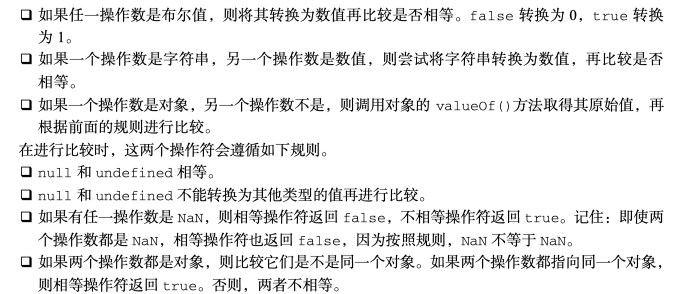 ❏ 如果任一操作数是布尔值，则将其转换为数值再比较是否相等。false 转换为 0，true 转换
为 1。
❏ 如果一个操作数是字符串，另一个操作数是数值，则尝试将字符串转换为数值，再比较是否
相等。
❏ 如果一个操作数是对象，另一个操作数不是，则调用对象的 valueOf()方法取得其原始值，再
根据前面的规则进行比较。
在进行比较时，这两个操作符会遵循如下规则。
❏ null 和 undefined 相等。
❏ null 和 undefined 不能转换为其他类型的值再进行比较。
❏ 如果有任一操作数是 NaN，则相等操作符返回 false，不相等操作符返回 true。记住：即使两
个操作数都是 NaN，相等操作符也返回 false，因为按照规则，NaN 不等于 NaN。
❏ 如果两个操作数都是对象，则比较它们是不是同一个对象。如果两个操作数都指向同一个对象，
则相等操作符返回 true。否则，两者不相等。